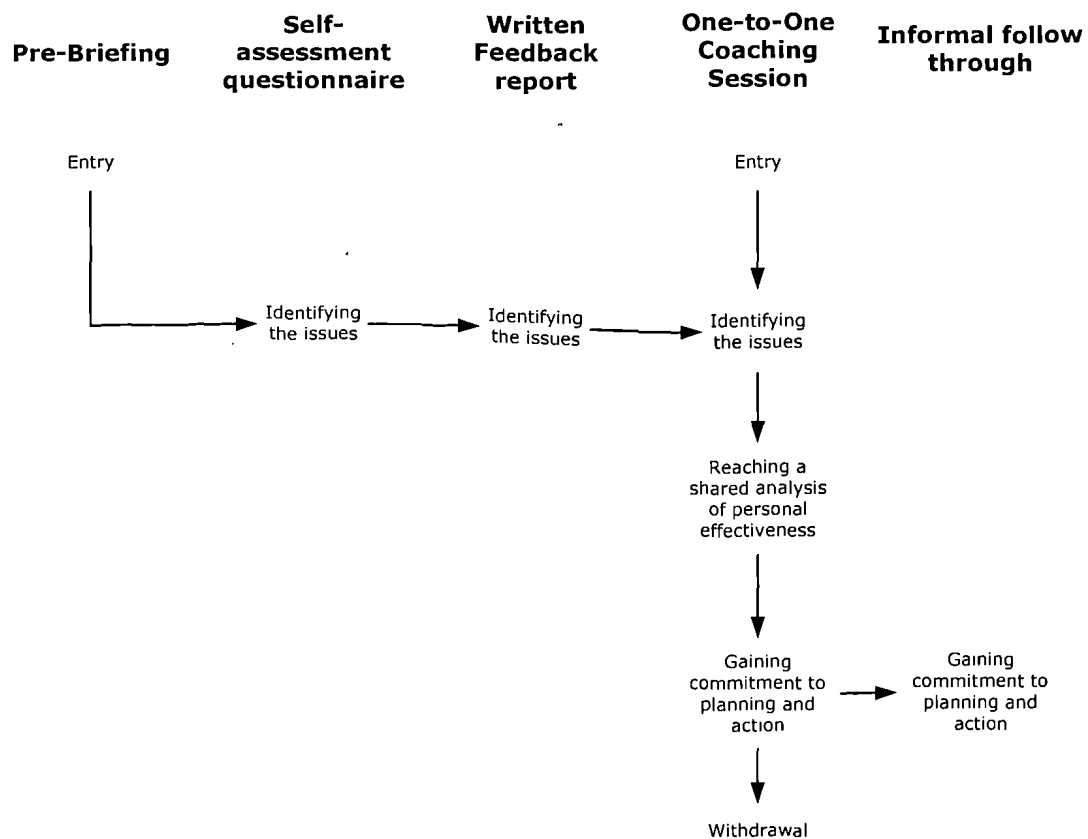 Pre-Briefing
Self-
assessment
questionnaire
Written
Feedback
report
One-to-One
Coaching
Session
Informal follow
through
Entry
Entry
Identifying
the issues
Identifying
the issues
Identifying
the issues
Reaching a
shared analysis
of personal
effectiveness
Gaining
commitment to
planning and
action
Gaining
commitment to
planning and
action
Withdrawal